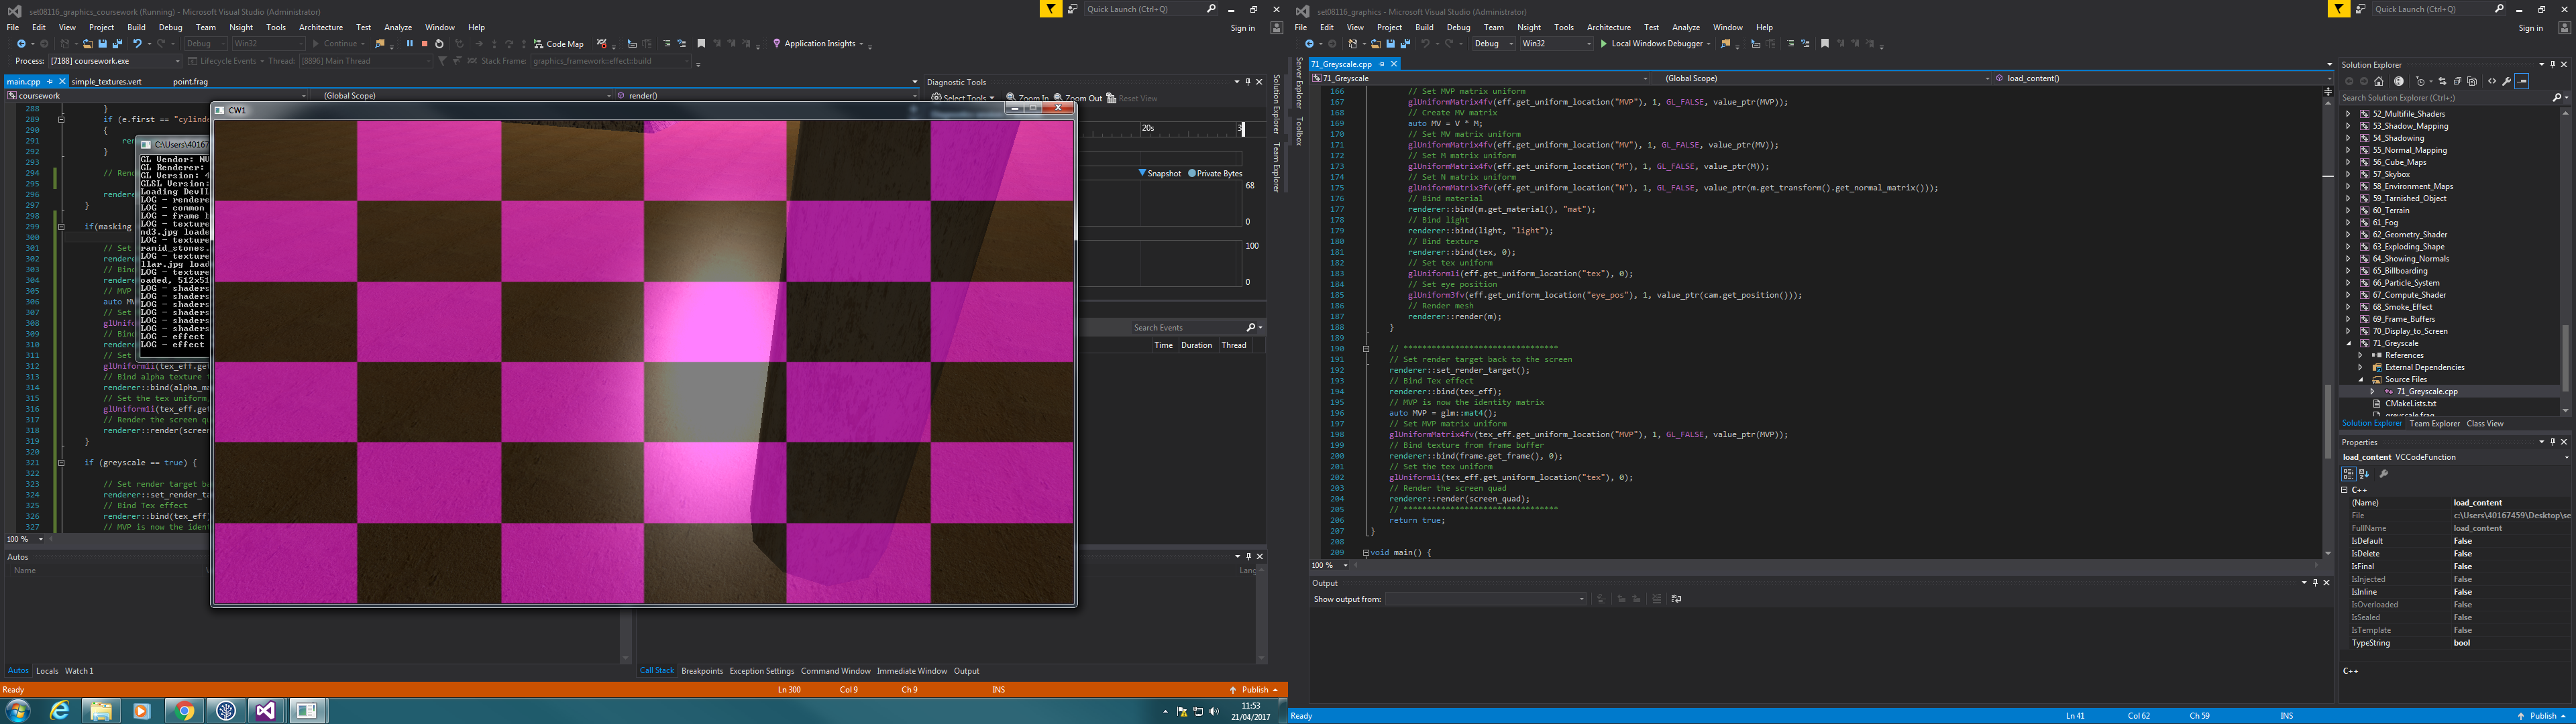 set08116_graphics_coursework (Running) - Microsoft Visual Studio (Administrator)
Quick Launch (Ctrl+Q)
File Edit View Project Build Debug Team Nsight Tools Architecture Test Analyze Window Help
Sign in
Debug Win32 Continue Code Map Application Insights
Process: [7188] coursework.exe Lifecycle Events Thread: [8896] Main Thread Stack Frame: graphics_framework::effect::build
main.cpp simple_textures.vert point.frag
coursework (Global Scope) render()
288 }
289 if (e.first == "cylinde
290 {
291 ren
292 }
293
294 // Rend
295
296 rendere
297 }
298
299 if(masking
300
301 // Set
302 rendere
303 // Bind
304 rendere
305 // MVP
306 auto MV
307 // Set
308 glUnifo
309 // Bind
310 rendere
311 // Set
312 glUniform1i(tex_eff.get
313 // Bind alpha texture t
314 renderer::bind(alpha_ma
315 // Set the tex uniform,
316 glUniform1i(tex_eff.get
317 // Render the screen qu
318 renderer::render(screen
319 }
320
321 if (greyscale == true) {
322
323 // Set render target ba
324 renderer::set_render_ta
325 // Bind Tex effect
326 renderer::bind(tex_eff)
327 // MVP is now the ident
100 %
C:\Users\40167
GL Vendor: NV
GL Renderer:
GL Version: 4
GLSL Version:
Loading DevIL
LOG - rendere
LOG - common
LOG - frame b
LOG - texture
nd3.jpg loade
LOG - texture
ramid_stones.
LOG - texture
llar.jpg load
LOG - texture
oaded, 512x51
LOG - shaders
LOG - shaders
LOG - shaders
LOG - shaders
LOG - shaders
LOG - shaders
LOG - effect
LOG - effect
CW1
Diagnostic Tools
Select Tools Zoom In Zoom Out Reset View
20s 3
Snapshot Private Bytes
68
0
100
0
Search Events
Time Duration Thread
Solution Explorer Team Explorer
Autos
Name
Lang
Autos Locals Watch 1
Call Stack Breakpoints Exception Settings Command Window Immediate Window Output
Ready Ln 300 Col 9 Ch 9 INS Publish
11:53
21/04/2017
set08116_graphics - Microsoft Visual Studio (Administrator)
Quick Launch (Ctrl+Q)
File Edit View Project Build Debug Team Nsight Tools Architecture Test Analyze Window Help
Sign in
Debug Win32 Local Windows Debugger
Server Explorer Toolbox
71_Greyscale.cpp
71_Greyscale (Global Scope) load_content()
166 // Set MVP matrix uniform
167 glUniformMatrix4fv(eff.get_uniform_location("MVP"), 1, GL_FALSE, value_ptr(MVP));
168 // Create MV matrix
169 auto MV = V * M;
170 // Set MV matrix uniform
171 glUniformMatrix4fv(eff.get_uniform_location("MV"), 1, GL_FALSE, value_ptr(MV));
172 // Set M matrix uniform
173 glUniformMatrix4fv(eff.get_uniform_location("M"), 1, GL_FALSE, value_ptr(M));
174 // Set N matrix uniform
175 glUniformMatrix3fv(eff.get_uniform_location("N"), 1, GL_FALSE, value_ptr(m.get_transform().get_normal_matrix()));
176 // Bind material
177 renderer::bind(m.get_material(), "mat");
178 // Bind light
179 renderer::bind(light, "light");
180 // Bind texture
181 renderer::bind(tex, 0);
182 // Set tex uniform
183 glUniform1i(eff.get_uniform_location("tex"), 0);
184 // Set eye position
185 glUniform3fv(eff.get_uniform_location("eye_pos"), 1, value_ptr(cam.get_position()));
186 // Render mesh
187 renderer::render(m);
188 }
189
190 // *********************************
191 // Set render target back to the screen
192 renderer::set_render_target();
193 // Bind Tex effect
194 renderer::bind(tex_eff);
195 // MVP is now the identity matrix
196 auto MVP = glm::mat4();
197 // Set MVP matrix uniform
198 glUniformMatrix4fv(tex_eff.get_uniform_location("MVP"), 1, GL_FALSE, value_ptr(MVP));
199 // Bind texture from frame buffer
200 renderer::bind(frame.get_frame(), 0);
201 // Set the tex uniform
202 glUniform1i(tex_eff.get_uniform_location("tex"), 0);
203 // Render the screen quad
204 renderer::render(screen_quad);
205 // *********************************
206 return true;
207 }
208
209 void main() {
100 %
Output
Show output from:
Solution Explorer
Search Solution Explorer (Ctrl+;)
52_Multifile_Shaders
53_Shadow_Mapping
54_Shadowing
55_Normal_Mapping
56_Cube_Maps
57_Skybox
58_Environment_Maps
59_Tarnished_Object
60_Terrain
61_Fog
62_Geometry_Shader
63_Exploding_Shape
64_Showing_Normals
65_Billboarding
66_Particle_System
67_Compute_Shader
68_Smoke_Effect
69_Frame_Buffers
70_Display_to_Screen
71_Greyscale
References
External Dependencies
Source Files
71_Greyscale.cpp
CMakeLists.txt
greyscale.frag
Solution Explorer Team Explorer Class View
Properties
load_content VCCodeFunction
C++
(Name) load_content
File c:\Users\40167459\Desktop\se
FullName load_content
IsDefault False
IsDelete False
IsFinal False
IsInjected False
IsInline False
IsOverloaded False
IsSealed False
IsTemplate False
TypeString bool
C++
Ready Ln 41 Col 62 Ch 59 INS Publish